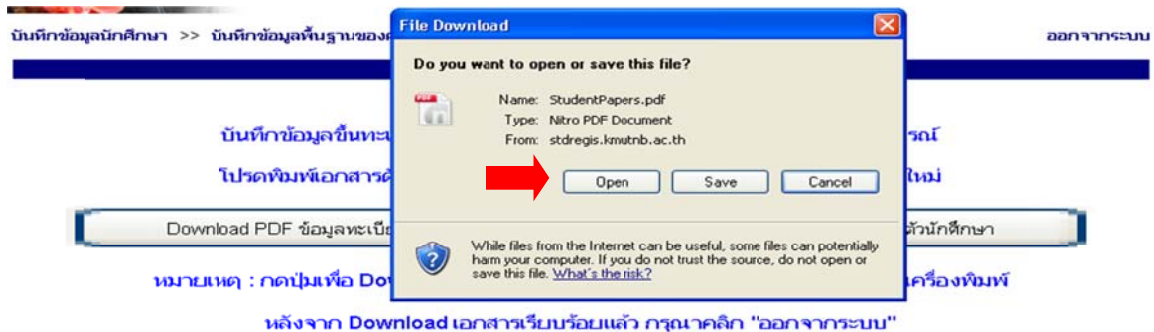 บันทึกข้อมูลนักศึกษา >> บันทึกข้อมูลพื้นฐานของ
ออกจากระบบ
File Download
Do you want to open or save this file?
Name: StudentPapers.pdf
Type: Nitro PDF Document
From: stdregis.kmutnb.ac.th
Open Save Cancel
While files from the Internet can be useful, some files can potentially
harm your computer. If you do not trust the source, do not open or
save this file. What's the risk?
บันทึกข้อมูลขึ้นทะ
รณ์
โปรดพิมพ์เอกสาร
ใหม่
Download PDF ข้อมูลทะเบีย
ตัวนักศึกษา
หมายเหตุ : กดปุ่มเพื่อ Do
เครื่องพิมพ์
หลังจาก Download เอกสารเรียบร้อยแล้ว กรุณาคลิก "ออกจากระบบ"